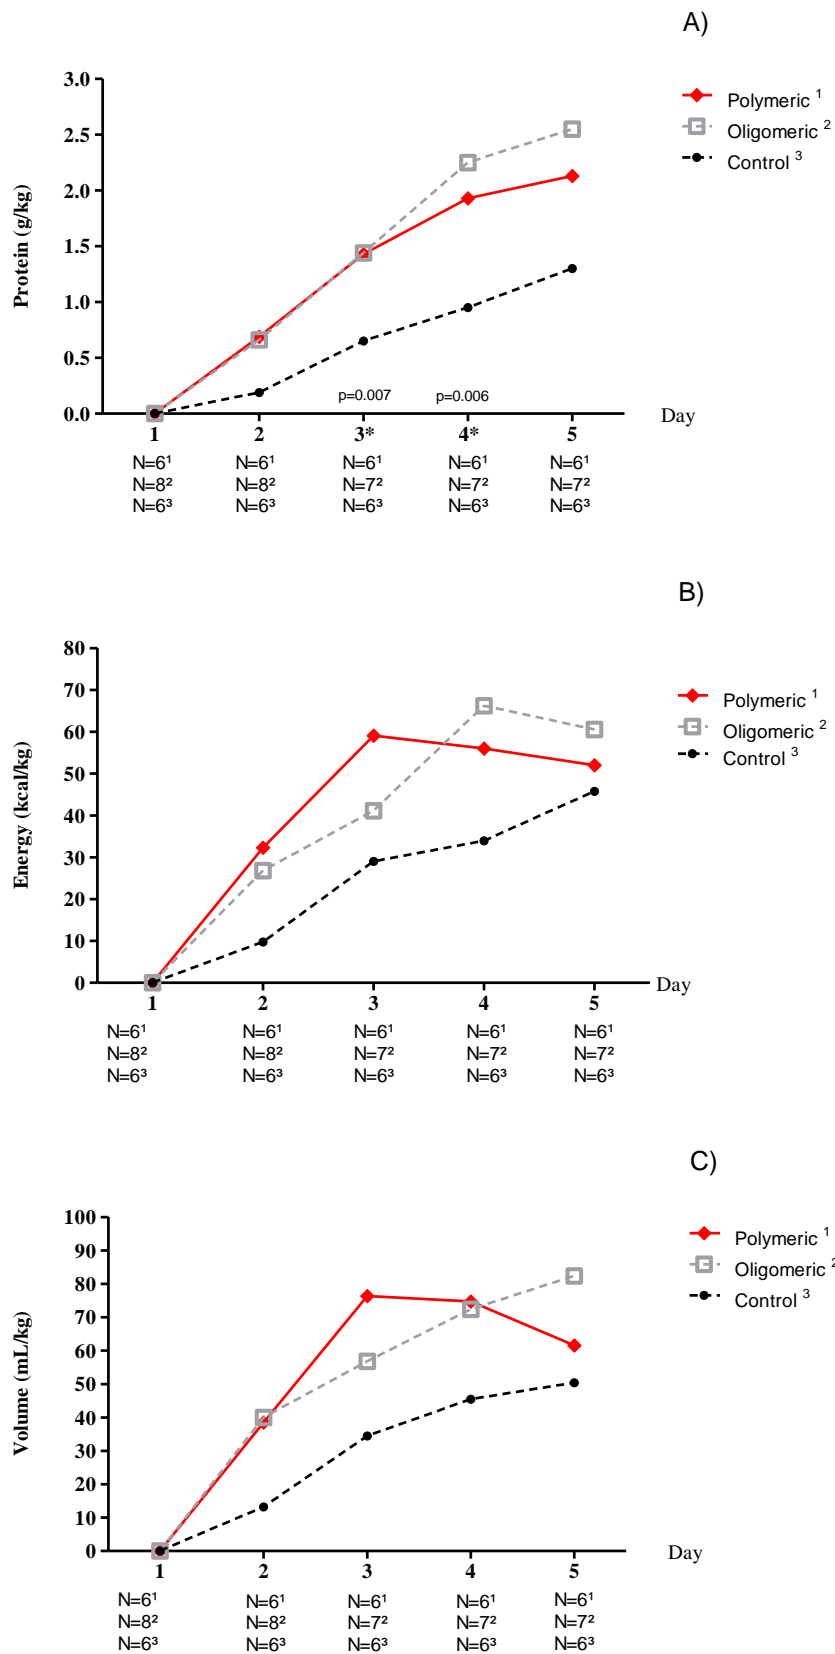 A)
3.0
2.5
2.0
1.5
1.0
0.5
0.0
Protein (g/kg)
Polymeric ¹
Oligomeric ²
Control ³
p=0.007 p=0.006
1 2 3* 4* 5 Day
N=6¹ N=6¹ N=6¹ N=6¹ N=6¹
N=8² N=8² N=7² N=7² N=7²
N=6³ N=6³ N=6³ N=6³ N=6³
B)
80
70
60
50
40
30
20
10
0
Energy (kcal/kg)
Polymeric ¹
Oligomeric ²
Control ³
1 2 3 4 5 Day
N=6¹ N=6¹ N=6¹ N=6¹ N=6¹
N=8² N=8² N=7² N=7² N=7²
N=6³ N=6³ N=6³ N=6³ N=6³
C)
100
90
80
70
60
50
40
30
20
10
0
Volume (mL/kg)
Polymeric ¹
Oligomeric ²
Control ³
1 2 3 4 5 Day
N=6¹ N=6¹ N=6¹ N=6¹ N=6¹
N=8² N=8² N=7² N=7² N=7²
N=6³ N=6³ N=6³ N=6³ N=6³